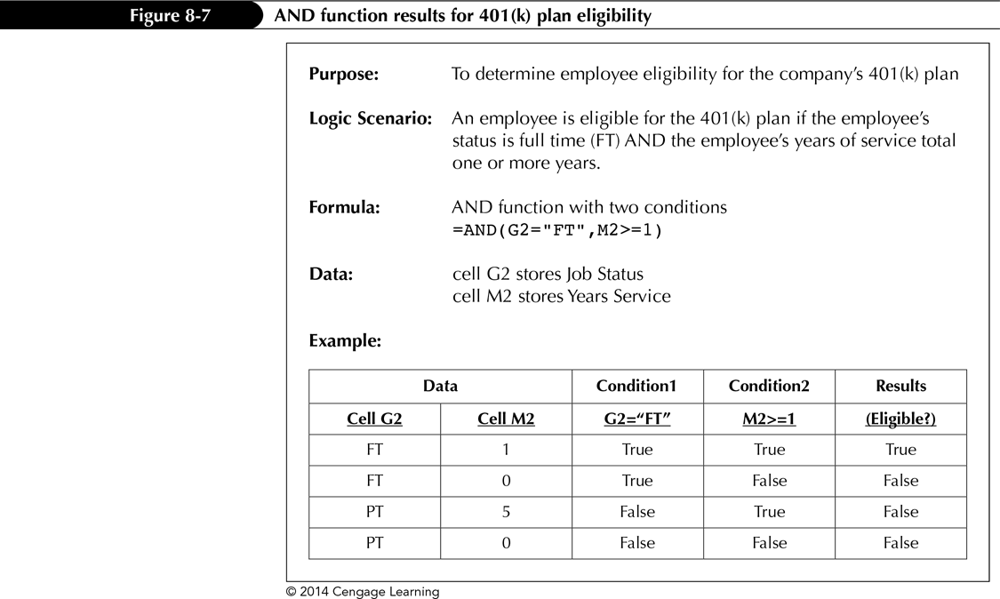 Figure 8-7 AND function results for 401(k) plan eligibility
Purpose: To determine employee eligibility for the company's 401(k) plan
Logic Scenario: An employee is eligible for the 401(k) plan if the employee's
status is full time (FT) AND the employee's years of service total
one or more years.
Formula: AND function with two conditions
=AND(G2="FT",M2>=1)
Data: cell G2 stores Job Status
cell M2 stores Years Service
Example:
Data Condition1 Condition2 Results
Cell G2 Cell M2 G2=“FT” M2>=1 (Eligible?)
FT 1 True True True
FT 0 True False False
PT 5 False True False
PT 0 False False False
© 2014 Cengage Learning